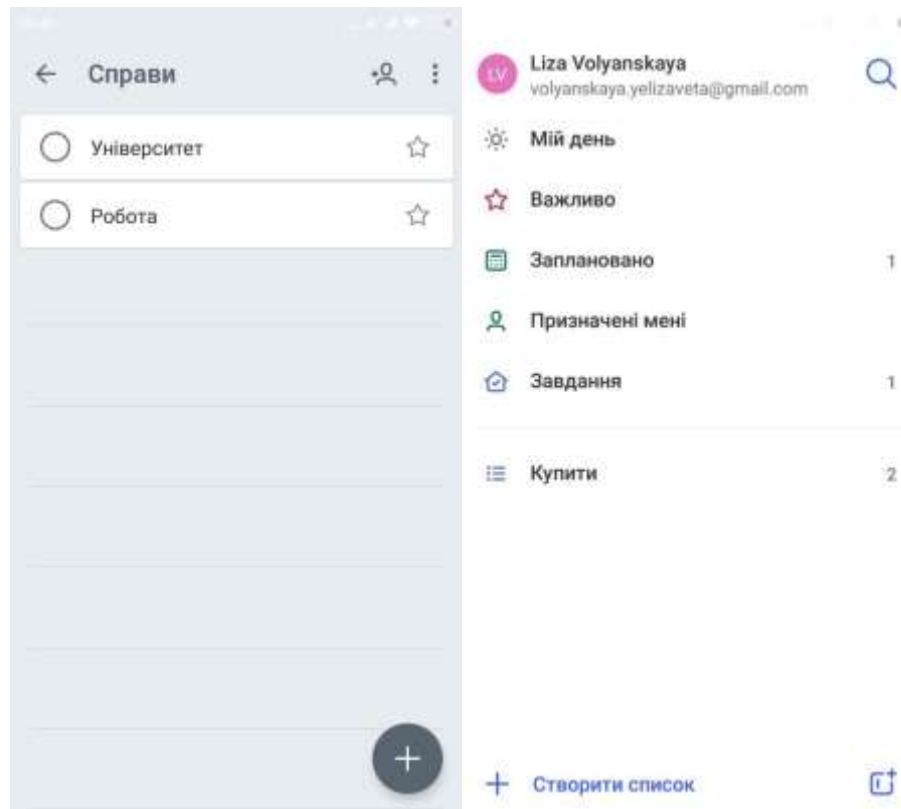 Справи
Університет
Робота
LV
Liza Volyanskaya
volyanskaya.yelizaveta@gmail.com
Мій день
Важливо
Заплановано 1
Призначені мені
Завдання 1
Купити 2
Створити список